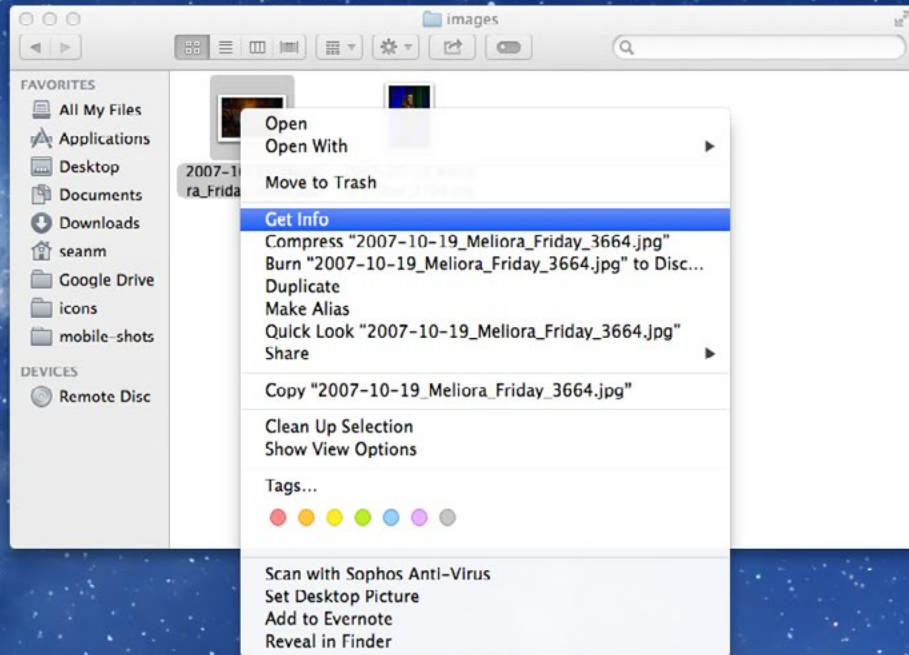 images
FAVORITES
All My Files
Applications
Desktop
Documents
Downloads
seanm
Google Drive
icons
mobile-shots
DEVICES
Remote Disc
2007-1
ra_Frida
Open
Open With
Move to Trash
Get Info
Compress "2007-10-19_Meliora_Friday_3664.jpg"
Burn "2007-10-19_Meliora_Friday_3664.jpg" to Disc...
Duplicate
Make Alias
Quick Look "2007-10-19_Meliora_Friday_3664.jpg"
Share
Copy "2007-10-19_Meliora_Friday_3664.jpg"
Clean Up Selection
Show View Options
Tags...
Scan with Sophos Anti-Virus
Set Desktop Picture
Add to Evernote
Reveal in Finder